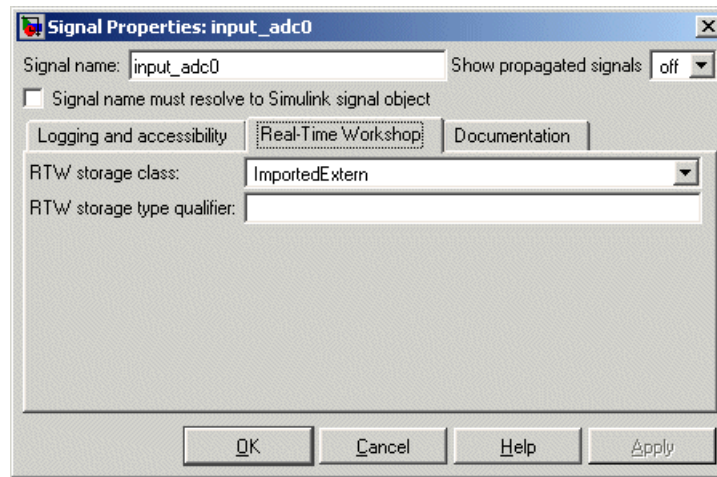 Signal Properties: input_adc0
Signal name: input_adc0 Show propagated signals off
Signal name must resolve to Simulink signal object
Logging and accessibility Real-Time Workshop Documentation
RTW storage class: ImportedExtern
RTW storage type qualifier:
OK Cancel Help Apply